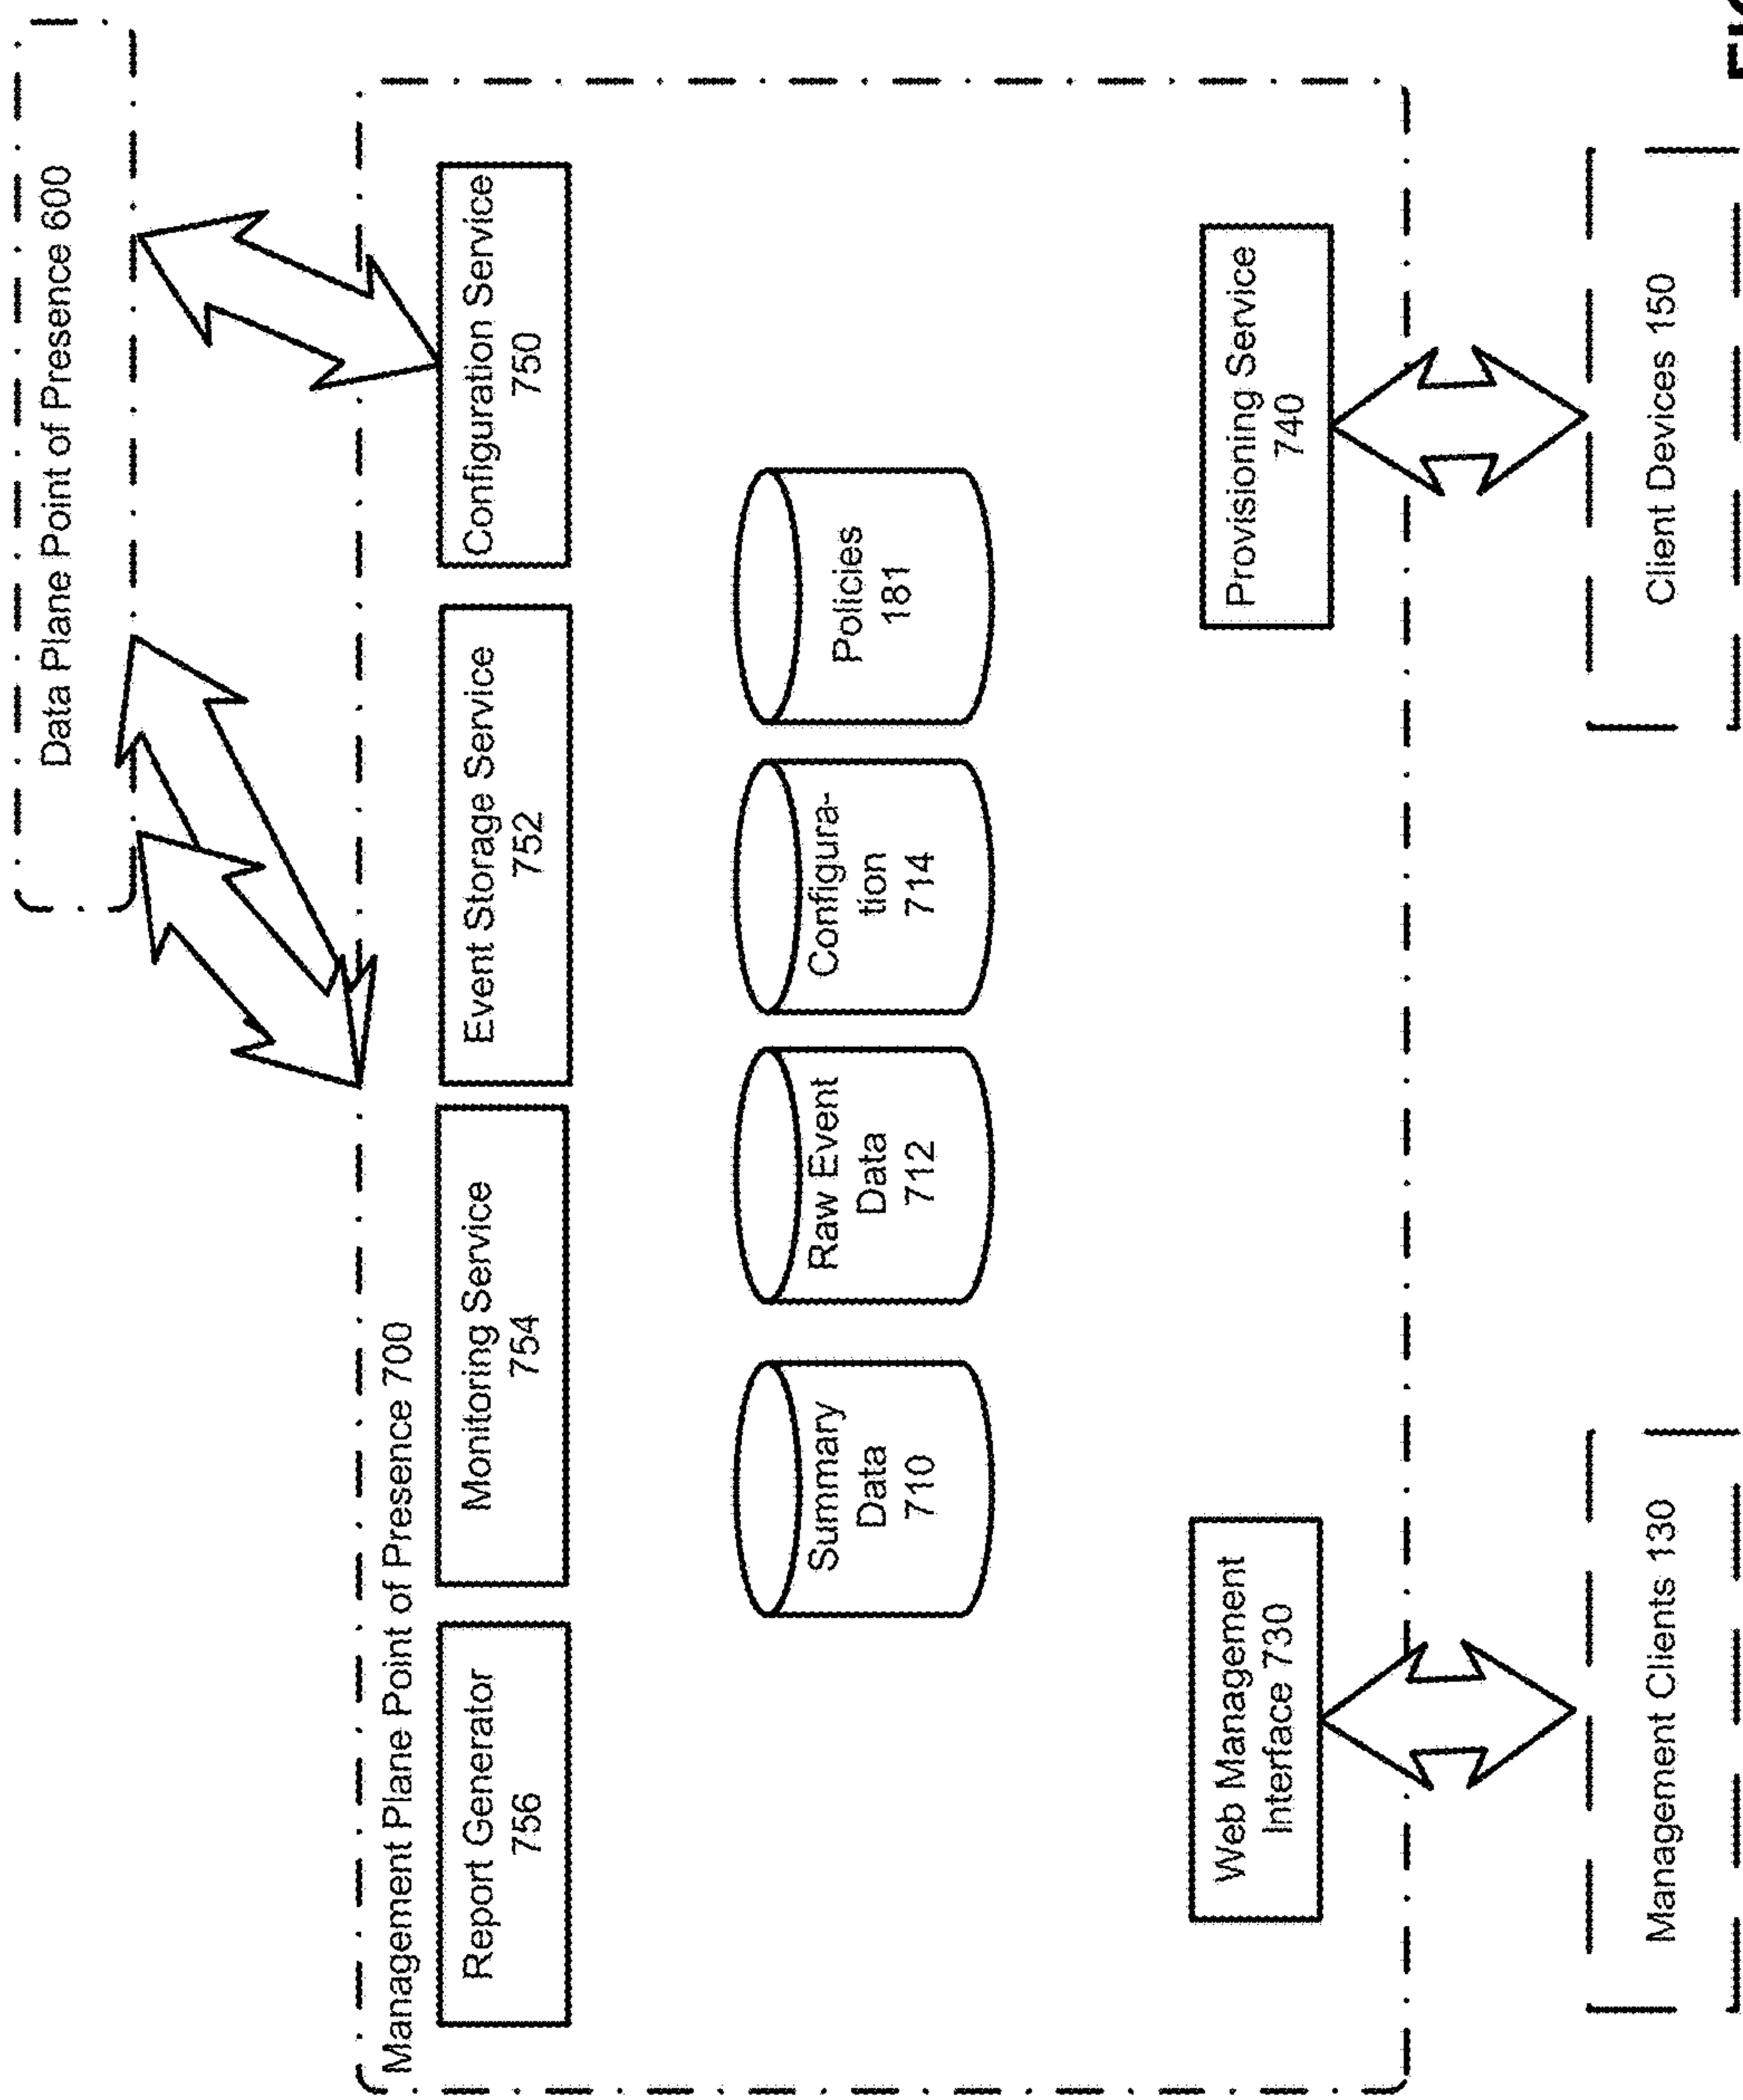 Data Plane Point of Presence 600
Management Plane Point of Presence 700
Report Generator
756
Monitoring Service
754
Event Storage Service
752
Configuration Service
750
Summary
Data
710
Raw Event
Data
712
Configura-
tion
714
Policies
181
Web Management
Interface 730
Provisioning Service
740
Management Clients 130
Client Devices 150